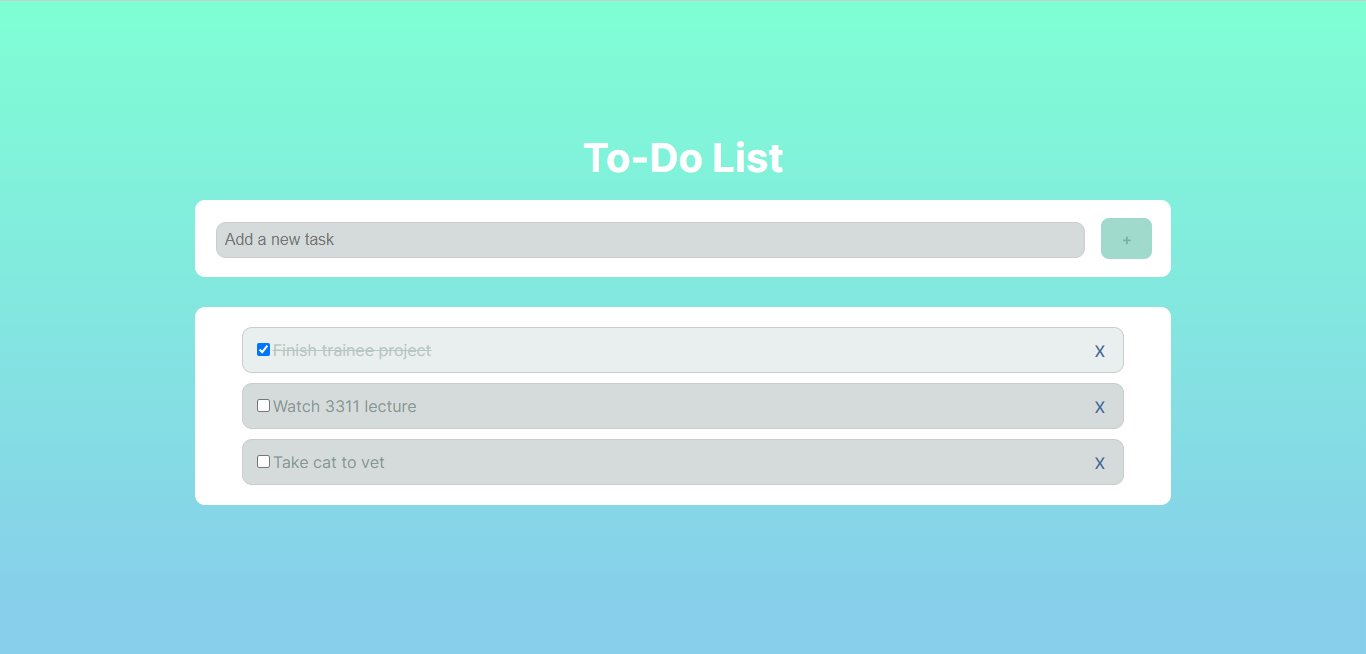 To-Do List
Add a new task +
Finish trainee project X
Watch 3311 lecture X
Take cat to vet X